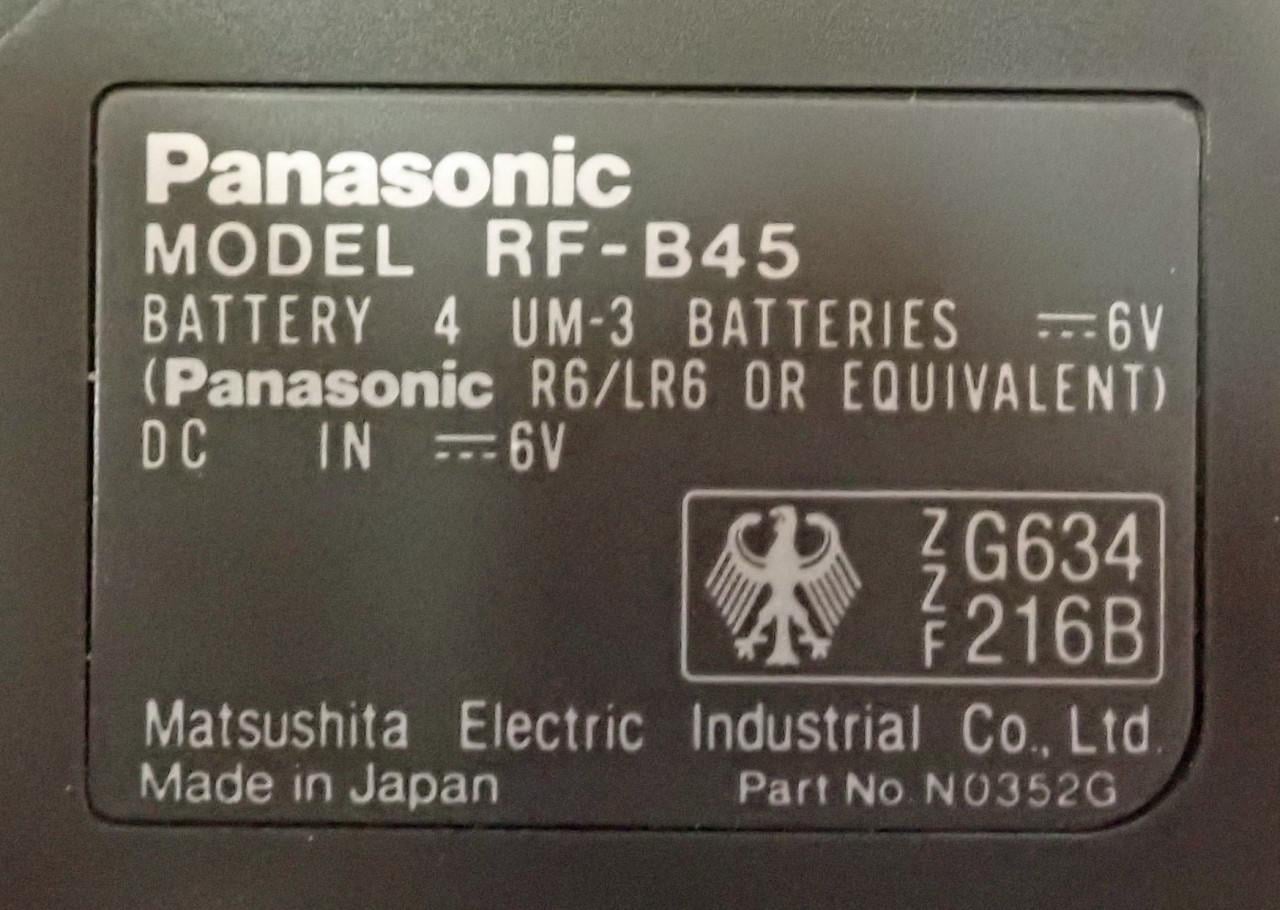 Panasonic
MODEL RF-B45
BATTERY 4 UM-3 BATTERIES ⎓6V
(Panasonic R6/LR6 OR EQUIVALENT)
DC IN ⎓6V
ZZF G634
216B
Matsushita Electric Industrial Co., Ltd.
Made in Japan Part No. N0352G